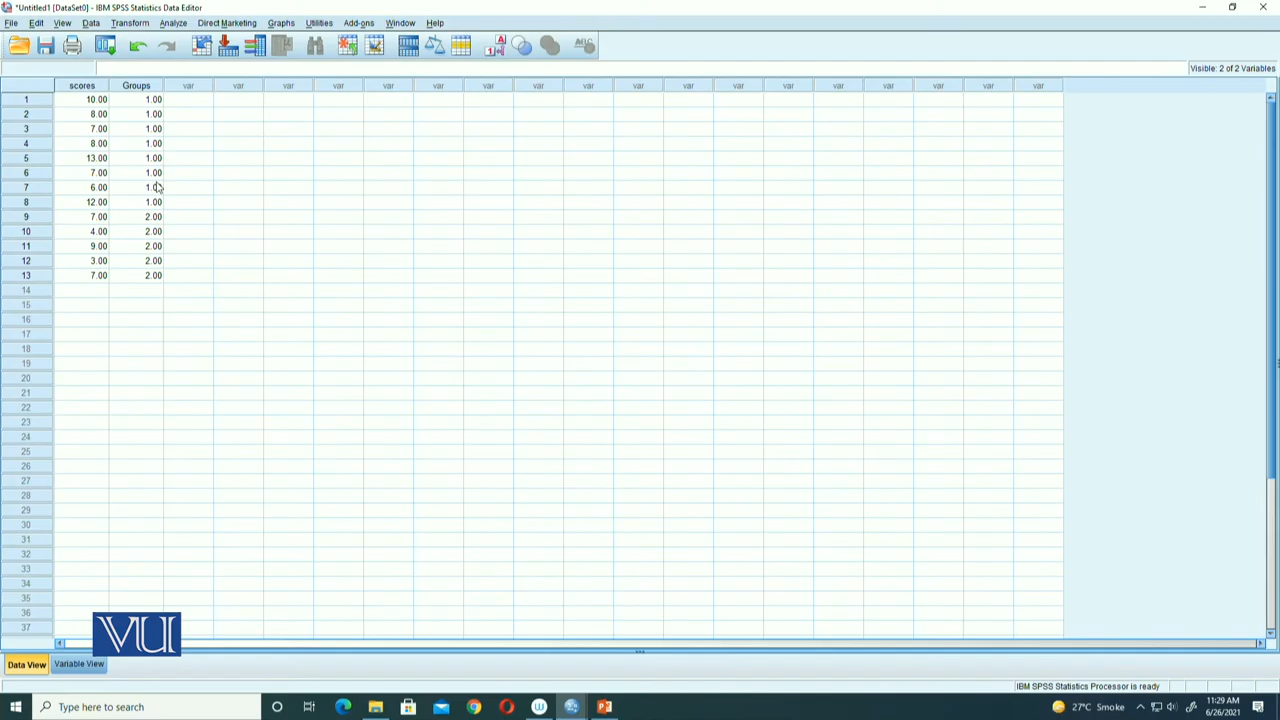 *Untitled1 [DataSet0] - IBM SPSS Statistics Data Editor
File Edit View Data Transform Analyze Direct Marketing Graphs Utilities Add-ons Window Help
Visible: 2 of 2 Variables
scores Groups var var var var var var var var var var var var var var var var var var
1 10.00 1.00
2 8.00 1.00
3 7.00 1.00
4 8.00 1.00
5 13.00 1.00
6 7.00 1.00
7 6.00
8 12.00 1.00
9 7.00 2.00
10 4.00 2.00
11 9.00 2.00
12 3.00 2.00
13 7.00 2.00
14
15
16
17
18
19
20
21
22
23
24
25
26
27
28
29
30
31
32
33
34
35
36
37
VU
Data View Variable View
IBM SPSS Statistics Processor is ready
Type here to search
27°C Smoke
11:29 AM
6/26/2021